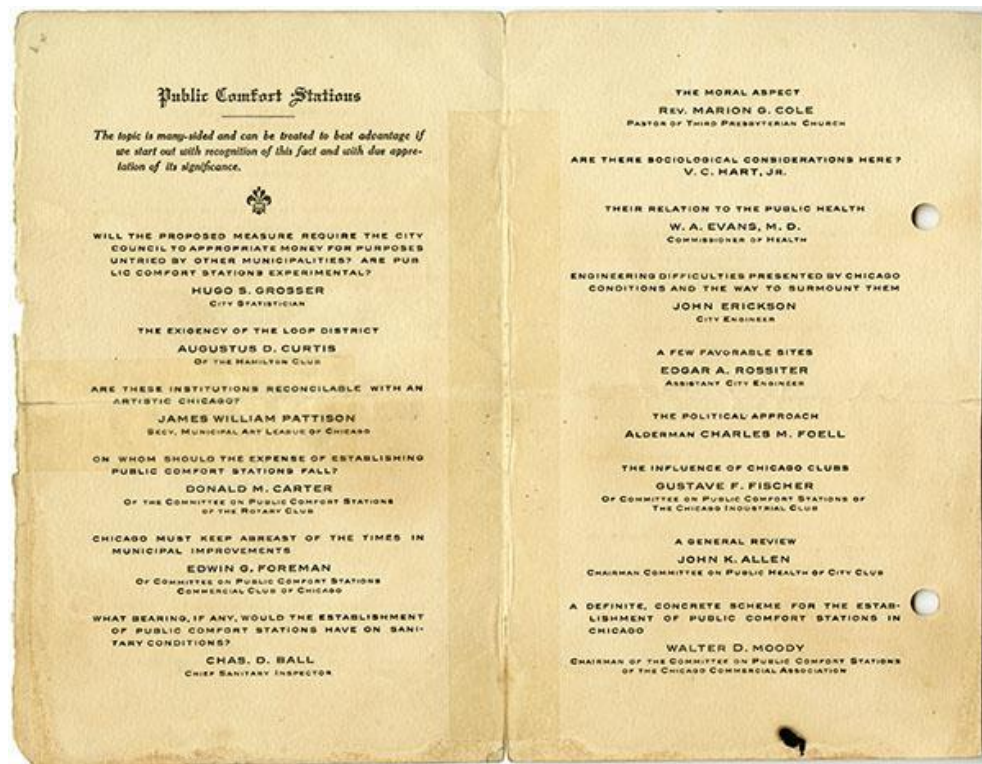 Public Comfort Stations
The topic is many-sided and can be treated to best advantage if
we start out with recognition of this fact and with due appre-
iation of its significance.
WILL THE PROPOSED MEASURE REQUIRE THE CITY
COUNCIL TO APPROPRIATE MONEY FOR PURPOSES
UNTRIED BY OTHER MUNICIPALITIES? ARE PUB
LIC COMFORT STATIONS EXPERIMENTAL?
HUGO S. GROSSER
CITY STATISTICIAN
THE EXIGENCY OF THE LOOP DISTRICT
AUGUSTUS D. CURTIS
OF THE HAMILTON CLUB
ARE THESE INSTITUTIONS RECONCILABLE WITH AN
ARTISTIC CHICAGO?
JAMES WILLIAM PATTISON
SECY. MUNICIPAL ART LEAGUE OF CHICAGO
ON WHOM SHOULD THE EXPENSE OF ESTABLISHING
PUBLIC COMFORT STATIONS FALL?
DONALD M. CARTER
OF THE COMMITTEE ON PUBLIC COMFORT STATIONS
OF THE ROTARY CLUB
CHICAGO MUST KEEP ABREAST OF THE TIMES IN
MUNICIPAL IMPROVEMENTS
EDWIN G. FOREMAN
OF COMMITTEE ON PUBLIC COMFORT STATIONS
COMMERCIAL CLUB OF CHICAGO
WHAT BEARING, IF ANY, WOULD THE ESTABLISHMENT
OF PUBLIC COMFORT STATIONS HAVE ON SANI-
TARY CONDITIONS?
CHAS. D. BALL
CHIEF SANITARY INSPECTOR
THE MORAL ASPECT
REV. MARION G. COLE
PASTOR OF THIRD PRESBYTERIAN CHURCH
ARE THERE SOCIOLOGICAL CONSIDERATIONS HERE?
V. C. HART, JR.
THEIR RELATION TO THE PUBLIC HEALTH
W. A. EVANS, M. D.
COMMISSIONER OF HEALTH
ENGINEERING DIFFICULTIES PRESENTED BY CHICAGO
CONDITIONS AND THE WAY TO SURMOUNT THEM
JOHN ERICKSON
CITY ENGINEER
A FEW FAVORABLE SITES
EDGAR A. ROSSITER
ASSISTANT CITY ENGINEER
THE POLITICAL APPROACH
ALDERMAN CHARLES M. FOELL
THE INFLUENCE OF CHICAGO CLUBS
GUSTAVE F. FISCHER
OF COMMITTEE ON PUBLIC COMFORT STATIONS OF
THE CHICAGO INDUSTRIAL CLUB
A GENERAL REVIEW
JOHN K. ALLEN
CHAIRMAN COMMITTEE ON PUBLIC HEALTH OF CITY CLUB
A DEFINITE, CONCRETE SCHEME FOR THE ESTAB-
LISHMENT OF PUBLIC COMFORT STATIONS IN
CHICAGO
WALTER D. MOODY
CHAIRMAN OF THE COMMITTEE ON PUBLIC COMFORT STATIONS
OF THE CHICAGO COMMERCIAL ASSOCIATION